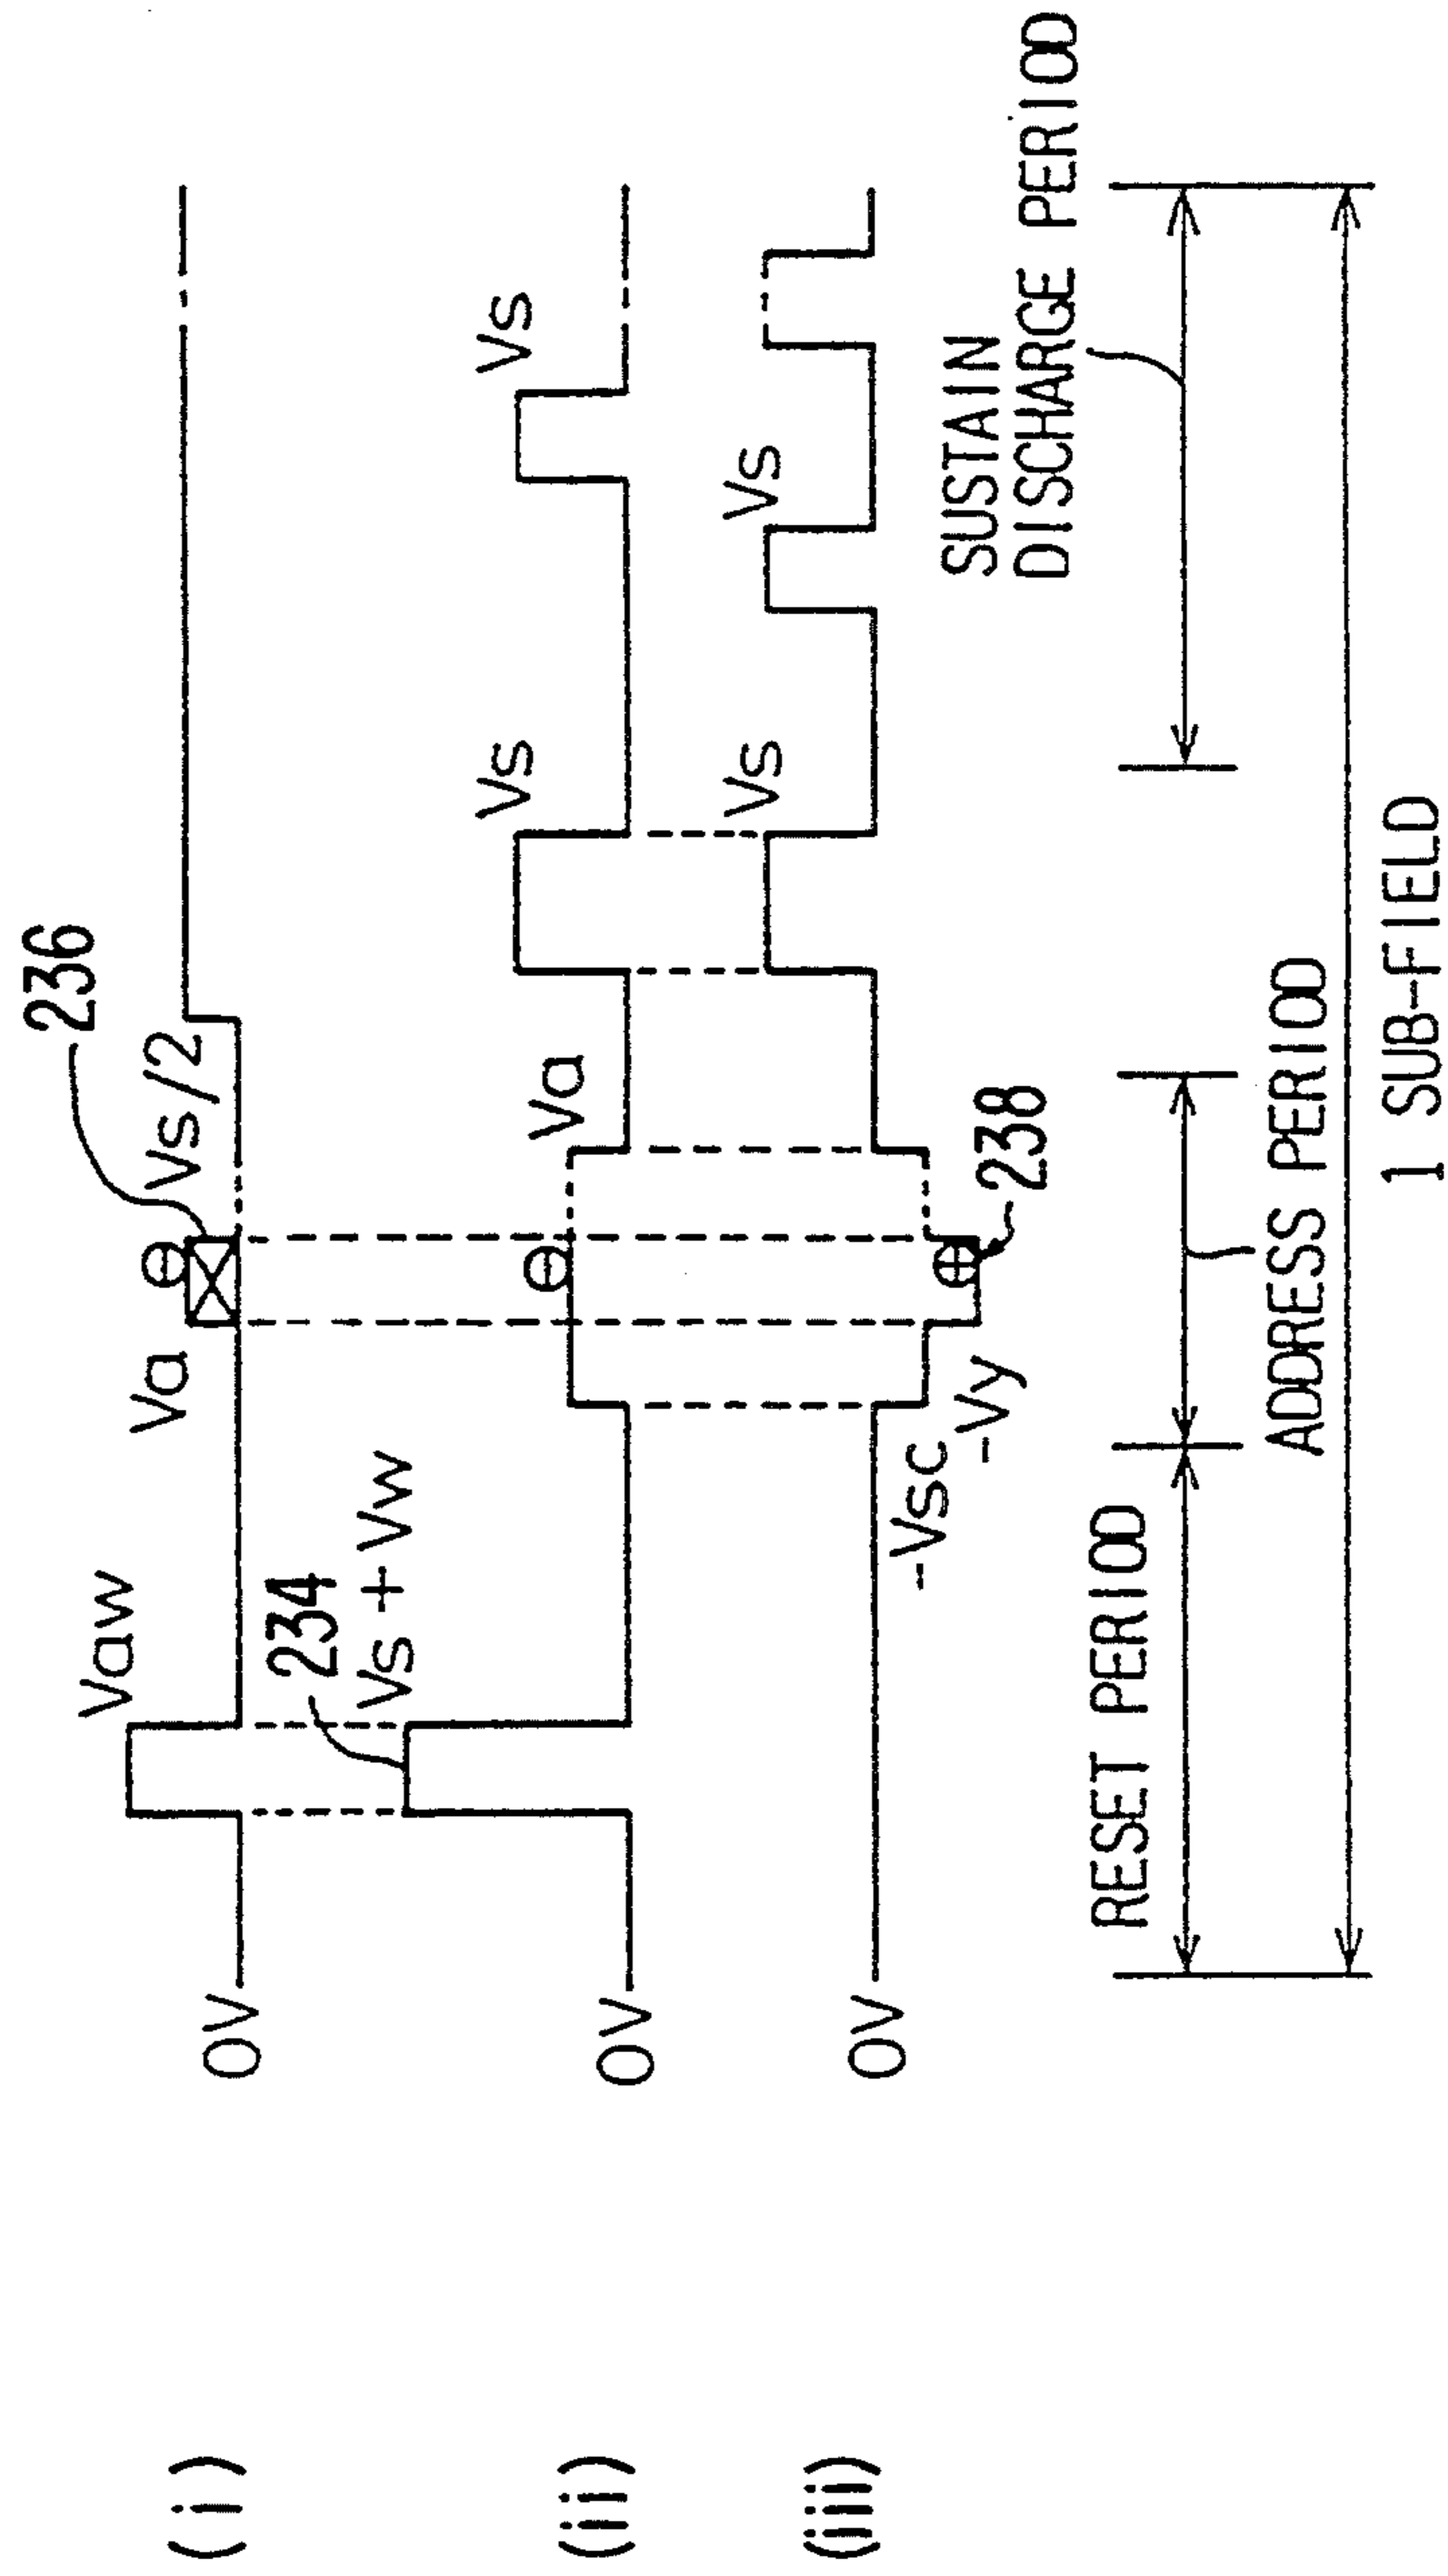 (i)
0V
Vaw
Va
Vs/2
236
(ii)
0V
234
Vs+Vw
Va
Vs
Vs
(iii)
0V
-Vsc
-Vy
238
Vs
Vs
RESET PERIOD
ADDRESS PERIOD
SUSTAIN
DISCHARGE PERIOD
1 SUB-FIELD